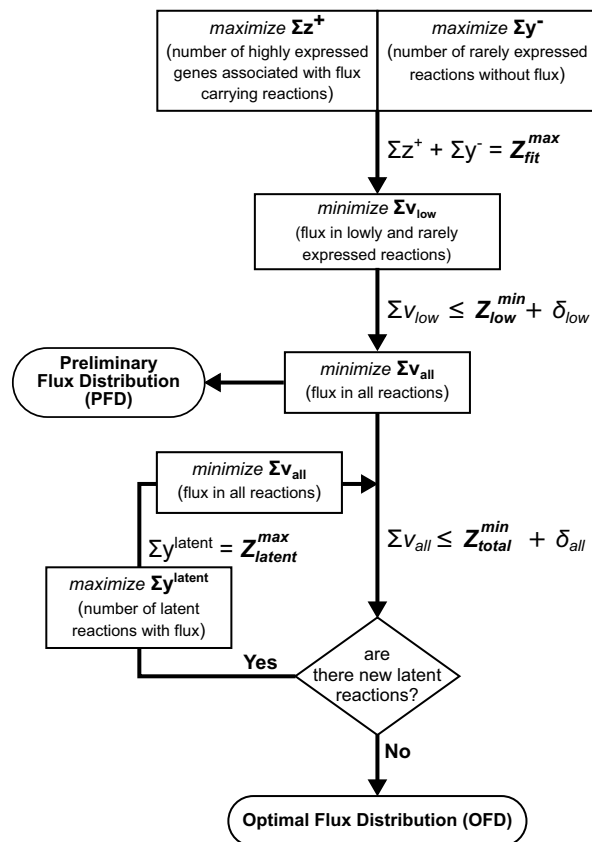 maximize Σz⁺
(number of highly expressed
genes associated with flux
carrying reactions)
maximize Σy⁻
(number of rarely expressed
reactions without flux)
Σz⁺ + Σy⁻ = Z_fit^max
minimize Σv_low
(flux in lowly and rarely
expressed reactions)
Σv_low ≤ Z_low^min + δ_low
Preliminary
Flux Distribution
(PFD)
minimize Σv_all
(flux in all reactions)
minimize Σv_all
(flux in all reactions)
Σv_all ≤ Z_total^min + δ_all
Σy^latent = Z_latent^max
maximize Σy^latent
(number of latent
reactions with flux)
Yes
are
there new latent
reactions?
No
Optimal Flux Distribution (OFD)